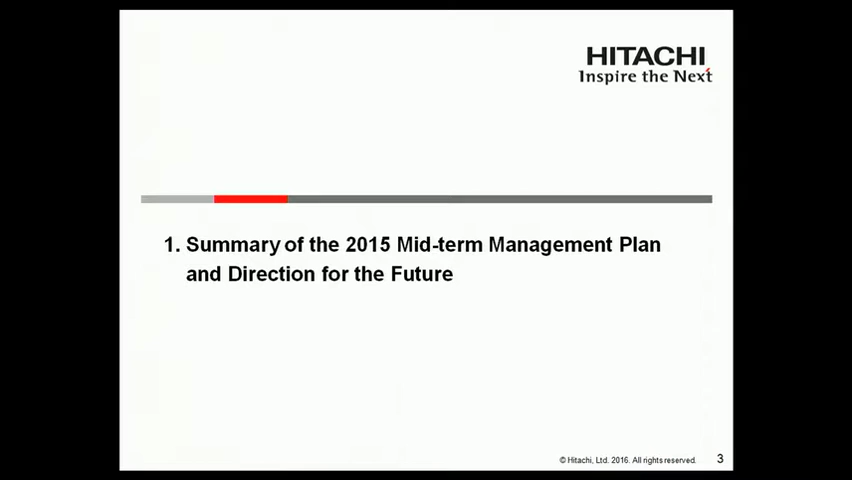 HITACHI
Inspire the Next
1. Summary of the 2015 Mid-term Management Plan
and Direction for the Future
© Hitachi, Ltd. 2016. All rights reserved.
3